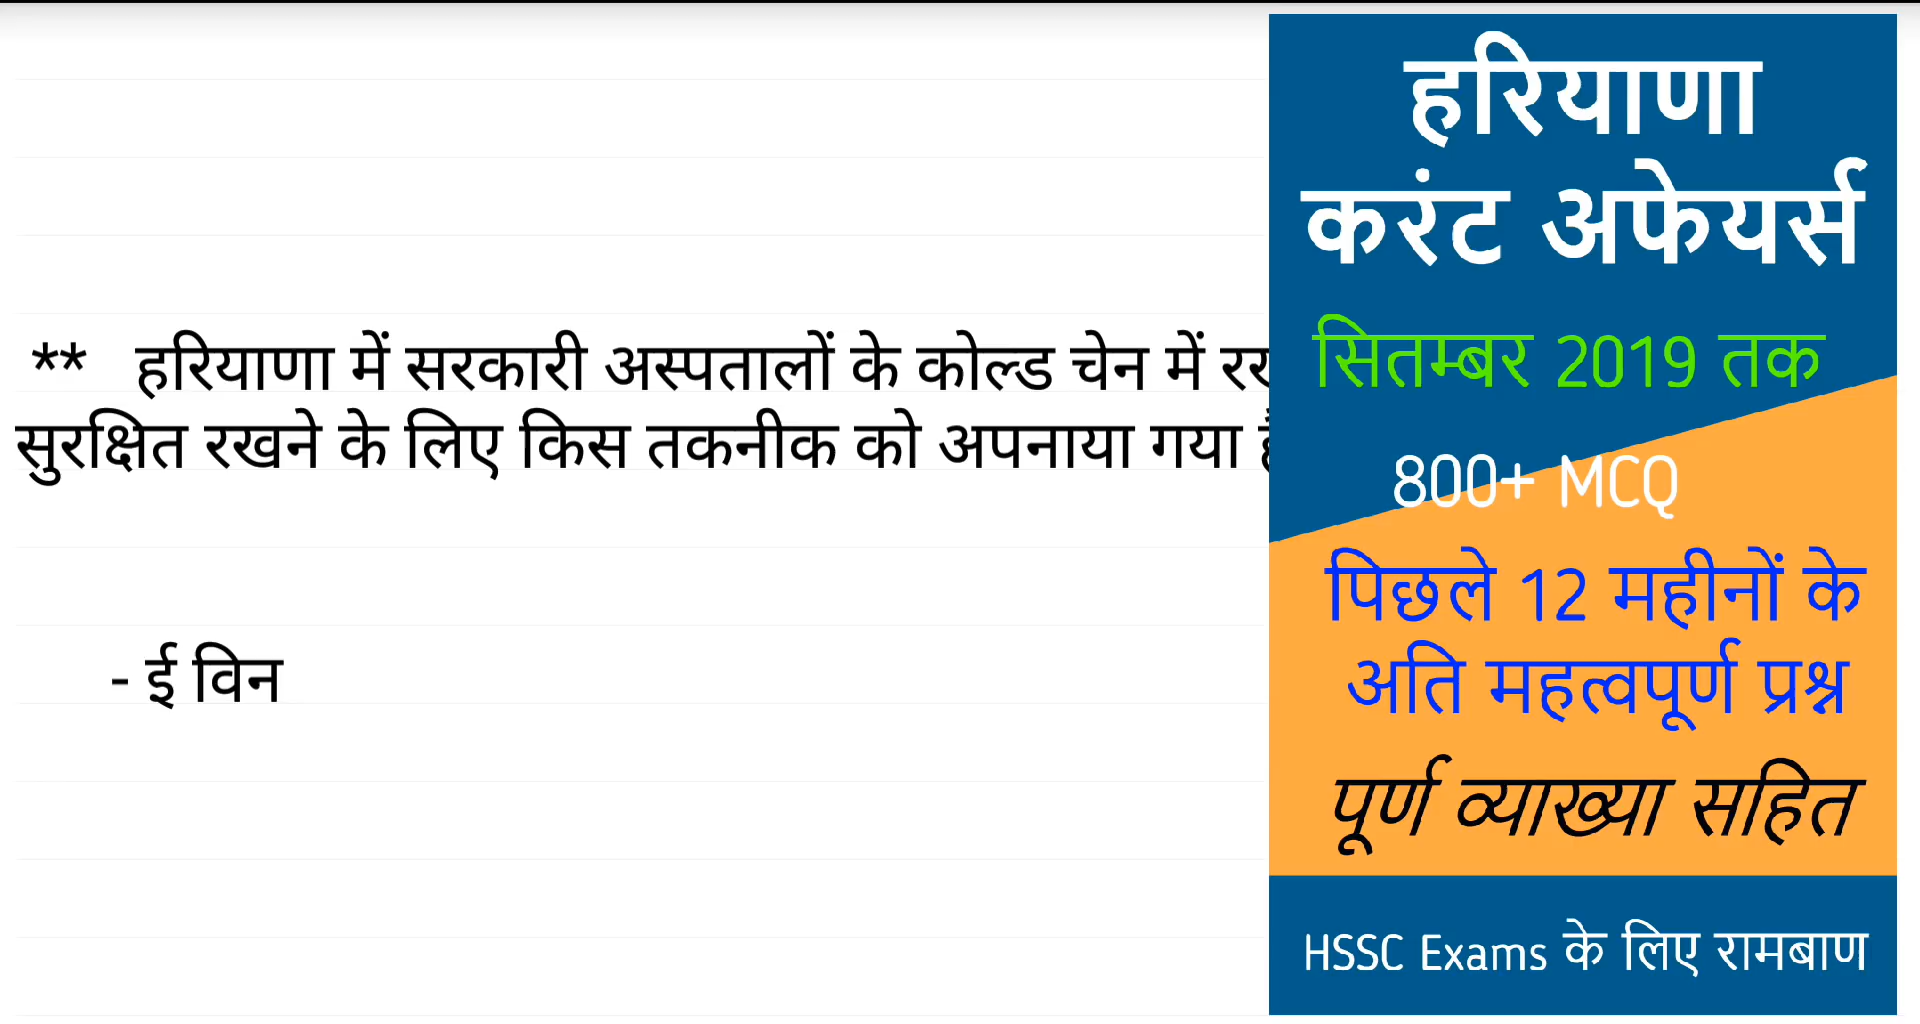 ** हरियाणा में सरकारी अस्पतालों के कोल्ड चेन में
सुरक्षित रखने के लिए किस तकनीक को अपनाया गया
- ई विन
हरियाणा
करंट अफेयर्स
सितम्बर 2019 तक
800+ MCQ
पिछले 12 महीनों के
अति महत्वपूर्ण प्रश्न
पूर्ण व्याख्या सहित
HSSC Exams के लिए रामबाण